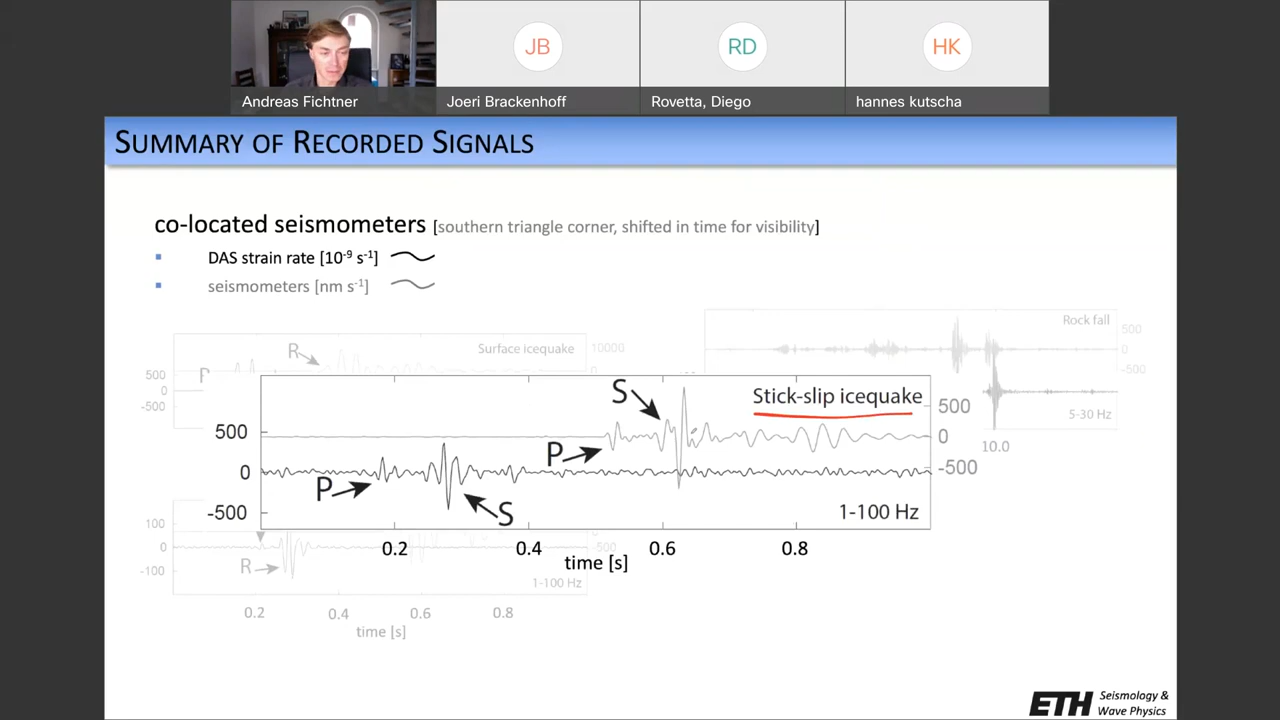 JB
RD
HK
Andreas Fichtner
Joeri Brackenhoff
Rovetta, Diego
hannes kutscha
SUMMARY OF RECORDED SIGNALS
co-located seismometers [southern triangle corner, shifted in time for visibility]
▪ DAS strain rate [10⁻⁹ s⁻¹]
▪ seismometers [nm s⁻¹]
R
Surface icequake
10000
Rock fall
500
0
-500
P
500
0
-500
S
Stick-slip icequake
500
0
-500
5-30 Hz
10.0
500
0
-500
P
P
S
1-100 Hz
0.2
0.4
0.6
0.8
time [s]
100
0
-100
R
-500
1-100 Hz
0.2
0.4
0.6
0.8
time [s]
ETH Seismology &
Wave Physics